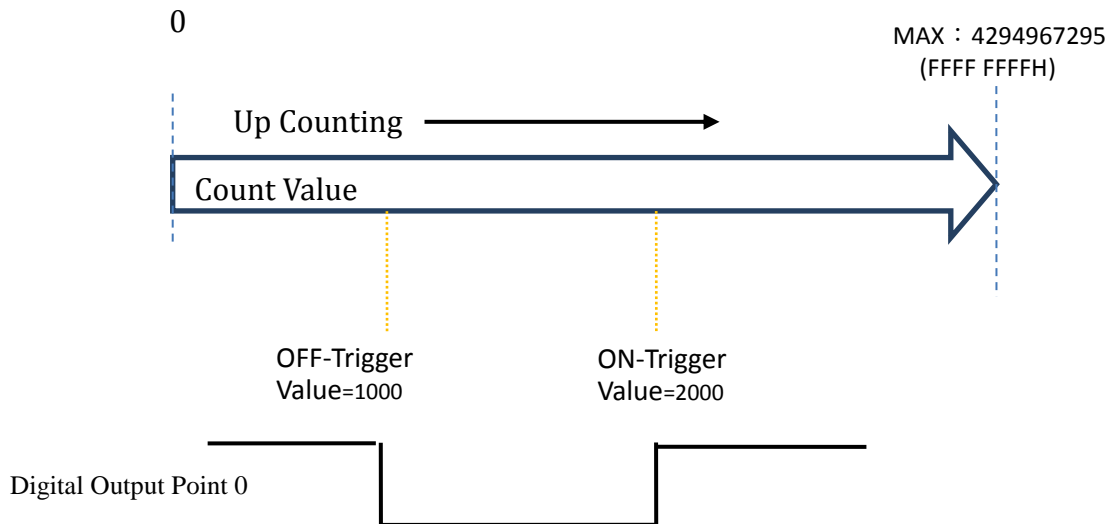 0
MAX：4294967295
(FFFF FFFFH)
Up Counting
Count Value
OFF-Trigger
Value=1000
ON-Trigger
Value=2000
Digital Output Point 0